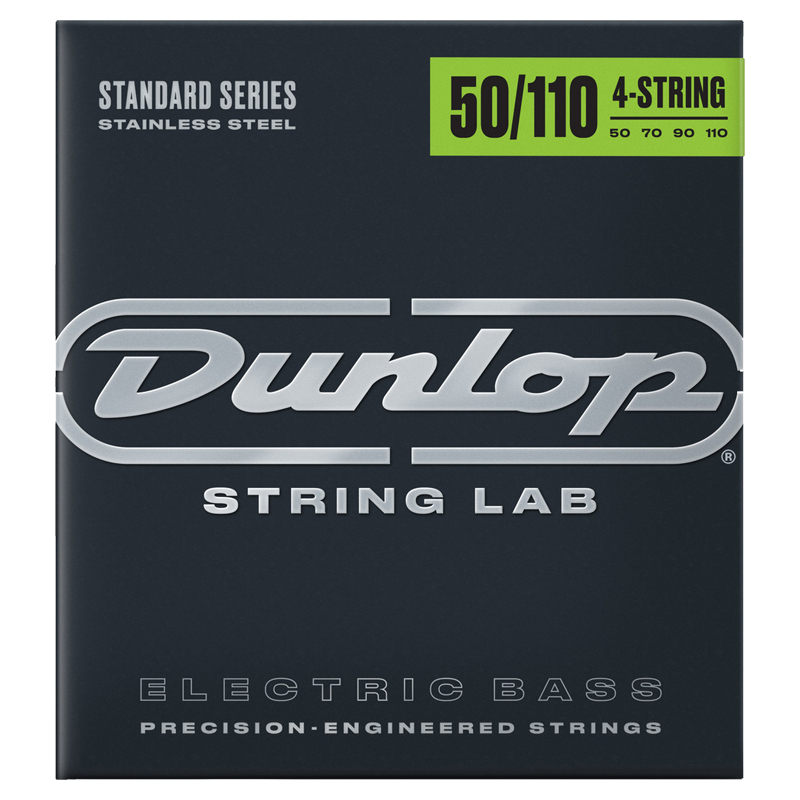 STANDARD SERIES
STAINLESS STEEL
50/110
4-STRING
50 70 90 110
Dunlop
®
STRING LAB
ELECTRIC BASS
PRECISION-ENGINEERED STRINGS